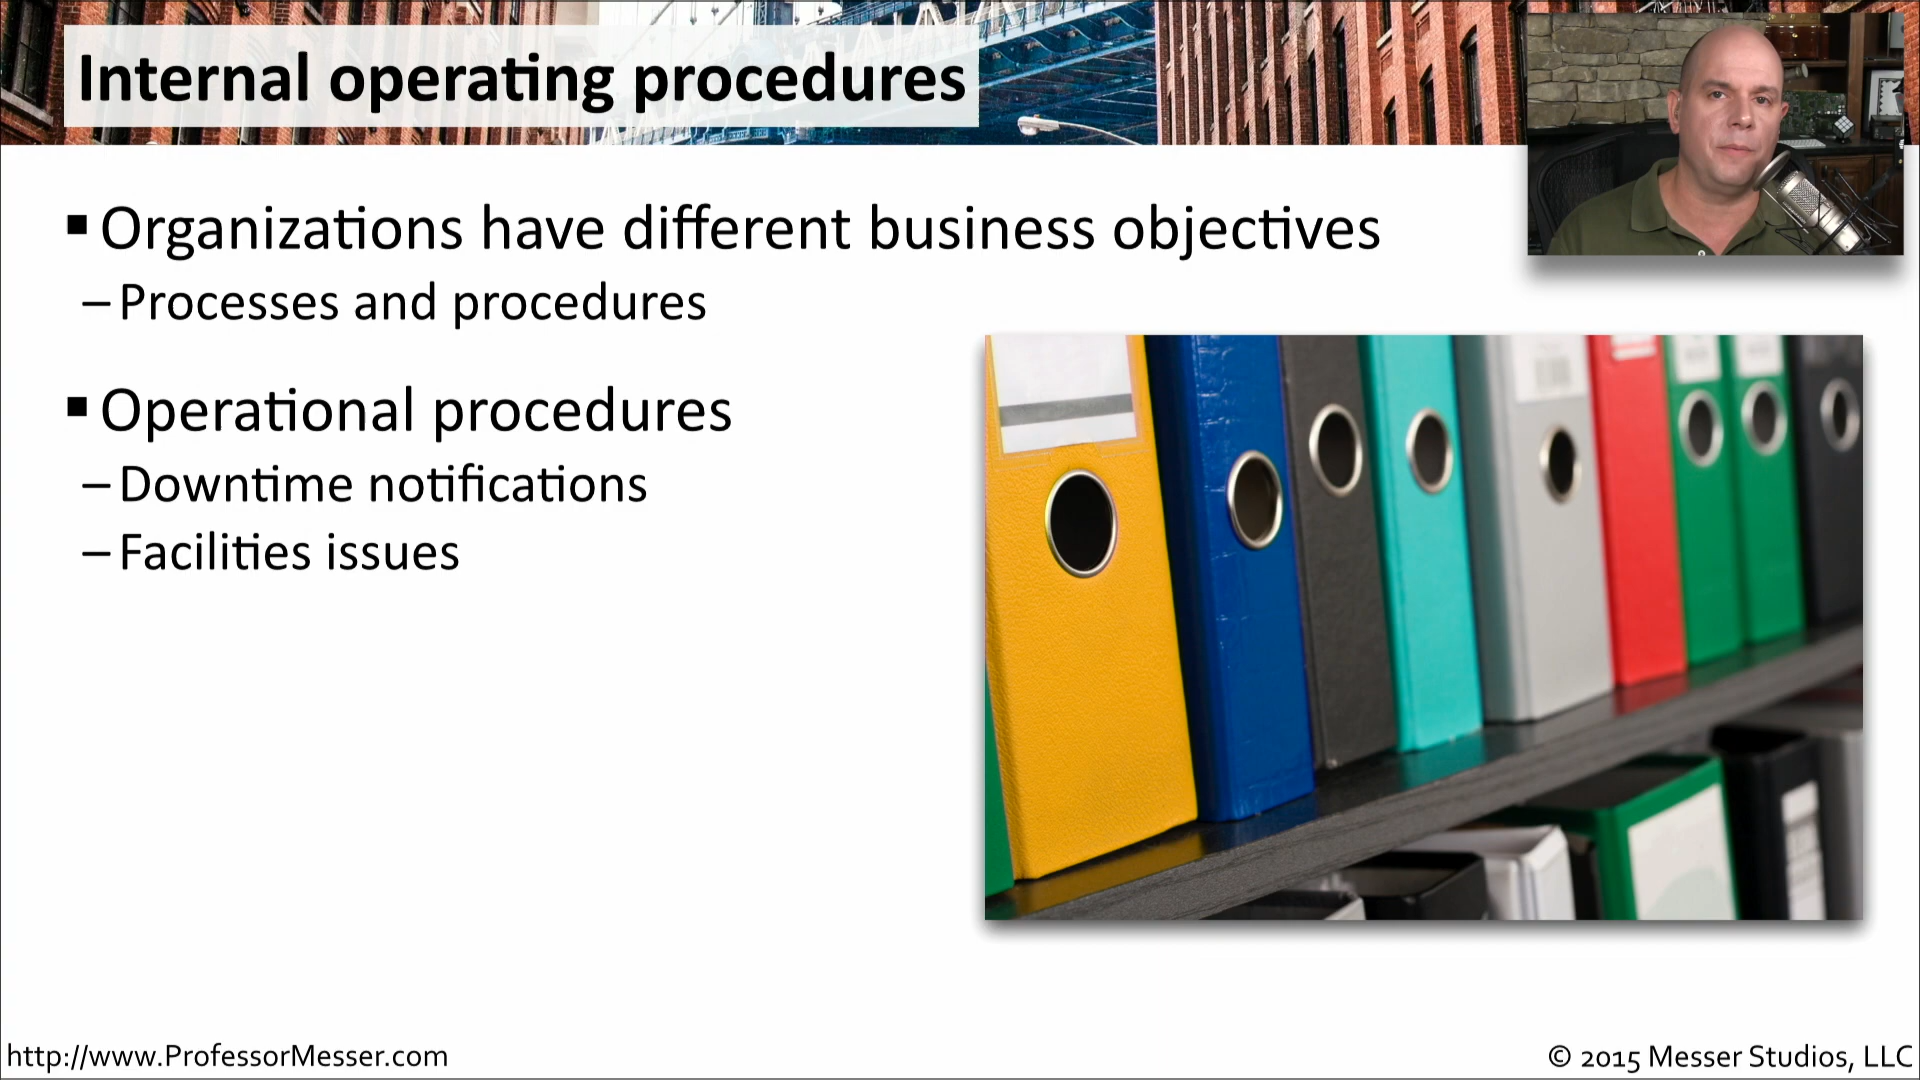 Internal operating procedures
▪ Organizations have different business objectives
– Processes and procedures
▪ Operational procedures
– Downtime notifications
– Facilities issues
http://www.ProfessorMesser.com
© 2015 Messer Studios, LLC